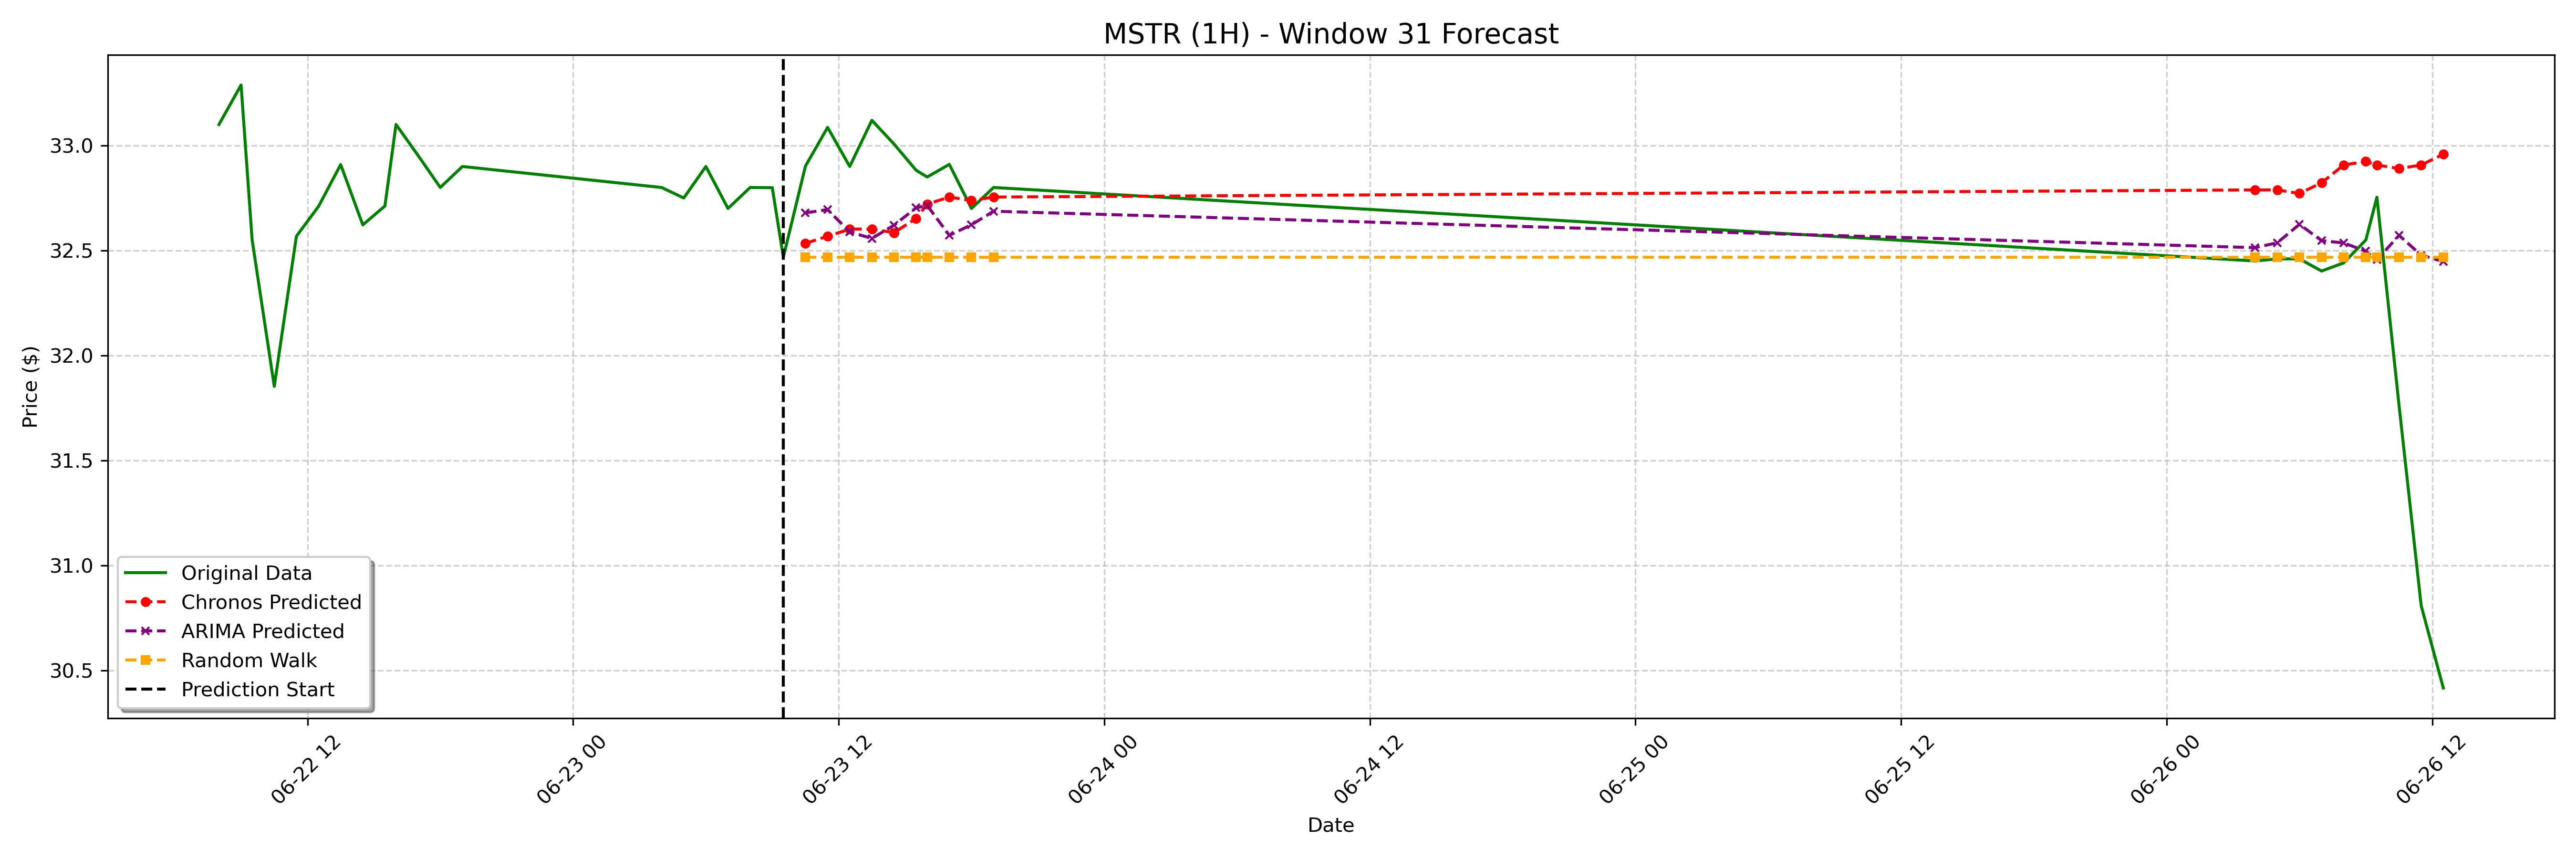 MSTR (1H) - Window 31 Forecast
Price ($)
33.0
32.5
32.0
31.5
31.0
30.5
Original Data
Chronos Predicted
ARIMA Predicted
Random Walk
Prediction Start
06-22 12
06-23 00
06-23 12
06-24 00
06-24 12
06-25 00
06-25 12
06-26 00
06-26 12
Date